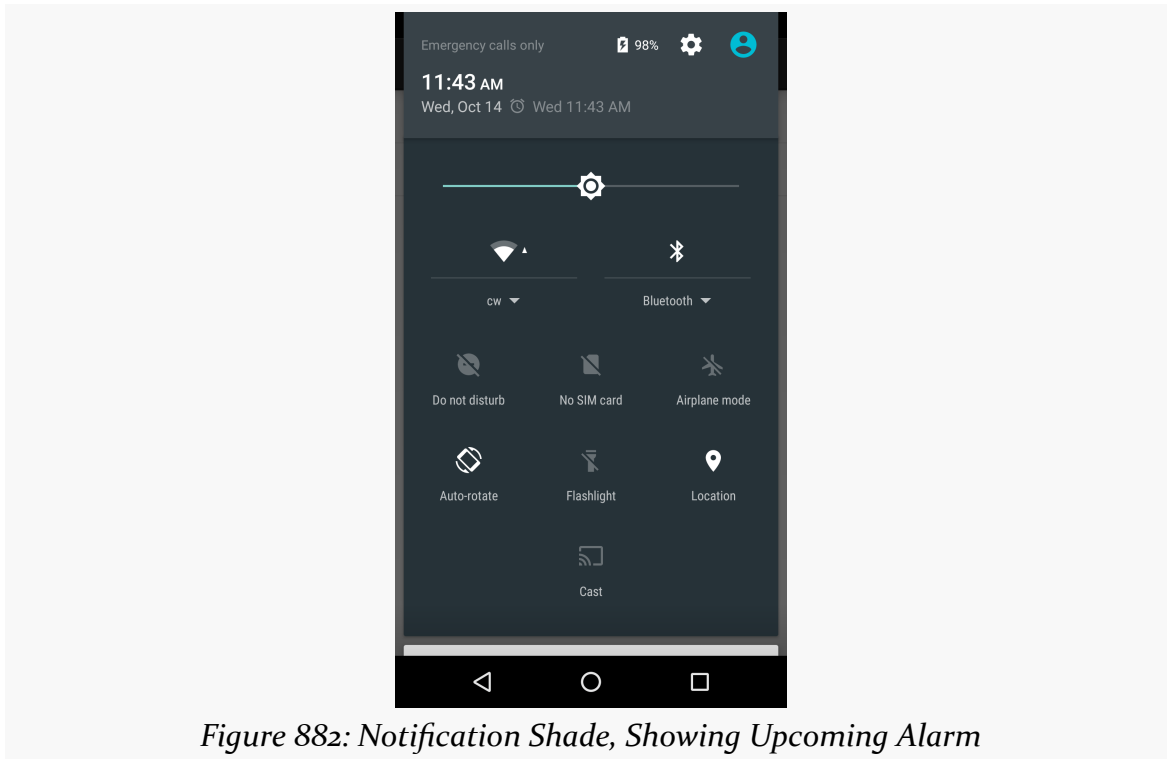 Emergency calls only 98%
11:43 AM
Wed, Oct 14 Wed 11:43 AM
cw Bluetooth
Do not disturb No SIM card Airplane mode
Auto-rotate Flashlight Location
Cast
Figure 882: Notification Shade, Showing Upcoming Alarm